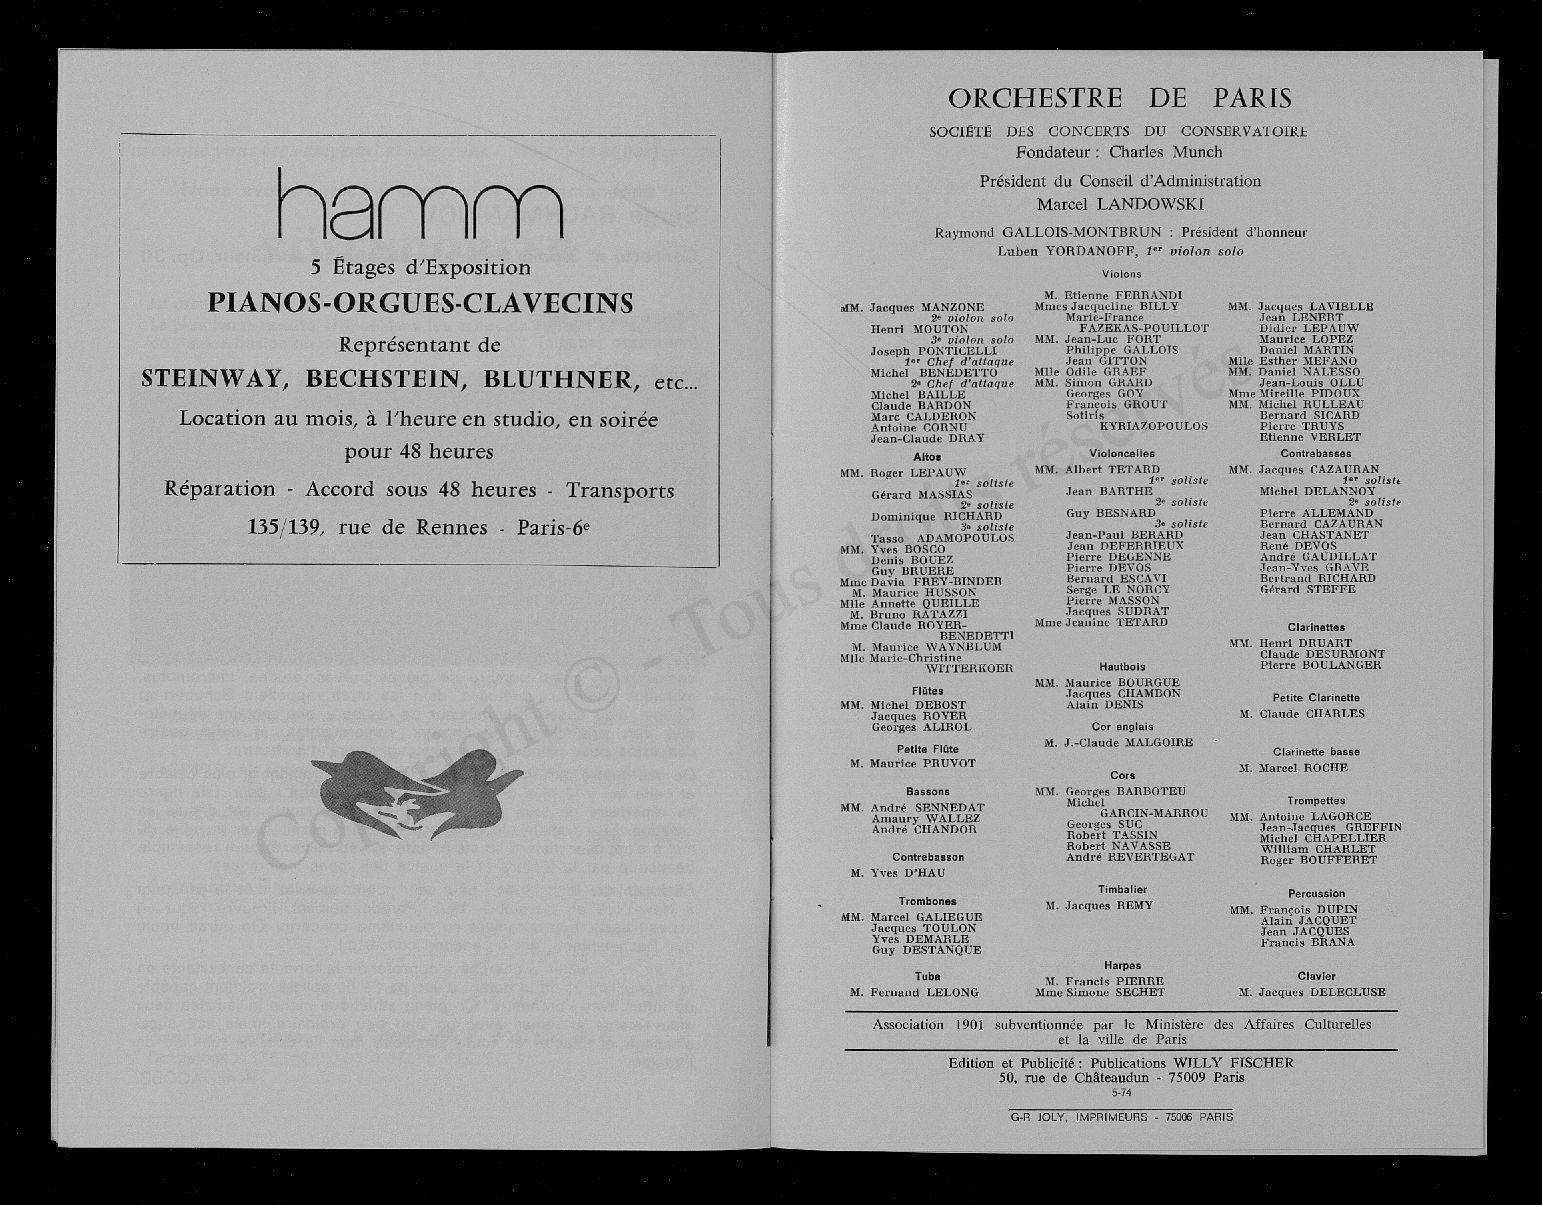 hamm
5 Étages d'Exposition
PIANOS-ORGUES-CLAVECINS
Représentant de
STEINWAY, BECHSTEIN, BLUTHNER, etc...
Location au mois, à l'heure en studio, en soirée
pour 48 heures
Réparation - Accord sous 48 heures - Transports
135/139, rue de Rennes - Paris-6e
ORCHESTRE DE PARIS
SOCIÉTÉ DES CONCERTS DU CONSERVATOIRE
Fondateur : Charles Munch
Président du Conseil d'Administration
Marcel LANDOWSKI
Raymond GALLOIS-MONTBRUN : Président d'honneur
Luben YORDANOFF, 1er violon solo
Violons
MM. Jacques MANZONE
2e violon solo
Henri MOUTON
3e violon solo
Joseph PONTICELLI
1er Chef d'attaque
Michel BENEDETTO
2e Chef d'attaque
Michel BAILLE
Claude BARDON
Marc CALDERON
Antoine CORNU
Jean-Claude DRAY
M. Etienne FERRANDI
Mmes Jacqueline BILLY
Marie-France
FAZEKAS-POUILLOT
MM. Jean-Luc FORT
Philippe GALLOIS
Jean GITTON
Mlle Odile GRAEF
MM. Simon GRARD
Georges GOY
François GROUT
Sotiris
KYRIAZOPOULOS
MM. Jacques LAVIELLE
Jean LENERT
Didier LEPAUW
Maurice LOPEZ
Daniel MARTIN
Mlle Esther MEFANO
MM. Daniel NALESSO
Jean-Louis OLLU
Mme Mireille PIDOUX
MM. Michel RULLEAU
Bernard SICARD
Pierre TRUYS
Etienne VERLET
Altos
MM. Roger LEPAUW
1er soliste
Gérard MASSIAS
2e soliste
Dominique RICHARD
3e soliste
Tasso ADAMOPOULOS
MM. Yves BOSCO
Denis BOUEZ
Guy BRUERE
Mme Davia FREY-BINDER
M. Maurice HUSSON
Mlle Annette QUEILLE
M. Bruno RATAZZI
Mme Claude ROYER-
BENEDETTI
M. Maurice WAYNBLUM
Mlle Marie-Christine
WITTERKOER
Violoncelles
MM. Albert TETARD
1er soliste
Jean BARTHE
2e soliste
Guy BESNARD
3e soliste
Jean-Paul BERARD
Jean DEFERRIEUX
Pierre DEGENNE
Pierre DEVOS
Bernard ESCAVI
Serge LE NORCY
Pierre MASSON
Jacques SUDRAT
Mme Jeanine TETARD
Contrebasses
MM. Jacques CAZAURAN
1er soliste
Michel DELANNOY
2e soliste
Pierre ALLEMAND
Bernard CAZAURAN
Jean CHASTANET
René DEVOS
André GAUDILLAT
Jean-Yves GRAVE
Bertrand RICHARD
Gérard STEFFE
Clarinettes
MM. Henri DRUART
Claude DESURMONT
Pierre BOULANGER
Flûtes
MM. Michel DEBOST
Jacques ROYER
Georges ALIROL
Hautbois
MM. Maurice BOURGUE
Jacques CHAMBON
Alain DENIS
Petite Clarinette
M. Claude CHARLES
Petite Flûte
M. Maurice PRUVOT
Cor anglais
M. J.-Claude MALGOIRE
Clarinette basse
M. Marcel ROCHE
Bassons
MM. André SENNEDAT
Amaury WALLEZ
André CHANDOR
Cors
MM. Georges BARBOTEU
Michel
GARCIN-MARROU
Georges SUC
Robert TASSIN
Robert NAVASSE
André REVERTEGAT
Trompettes
MM. Antoine LAGORCE
Jean-Jacques GREFFIN
Michel CHAPELLIER
William CHARLET
Roger BOUFFERET
Contrebasson
M. Yves D'HAU
Timbalier
M. Jacques REMY
Percussion
MM. François DUPIN
Alain JACQUET
Jean JACQUES
Francis BRANA
Trombones
MM. Marcel GALIEGUE
Jacques TOULON
Yves DEMARLE
Guy DESTANQUE
Tuba
M. Fernand LELONG
Harpes
M. Francis PIERRE
Mme Simone SECHET
Clavier
M. Jacques DELECLUSE
Association 1901 subventionnée par le Ministère des Affaires Culturelles
et la ville de Paris
Edition et Publicité : Publications WILLY FISCHER
50, rue de Châteaudun - 75009 Paris
5-74
G-R JOLY, IMPRIMEURS - 75006 PARIS
Copyright © - Tous droits réservés